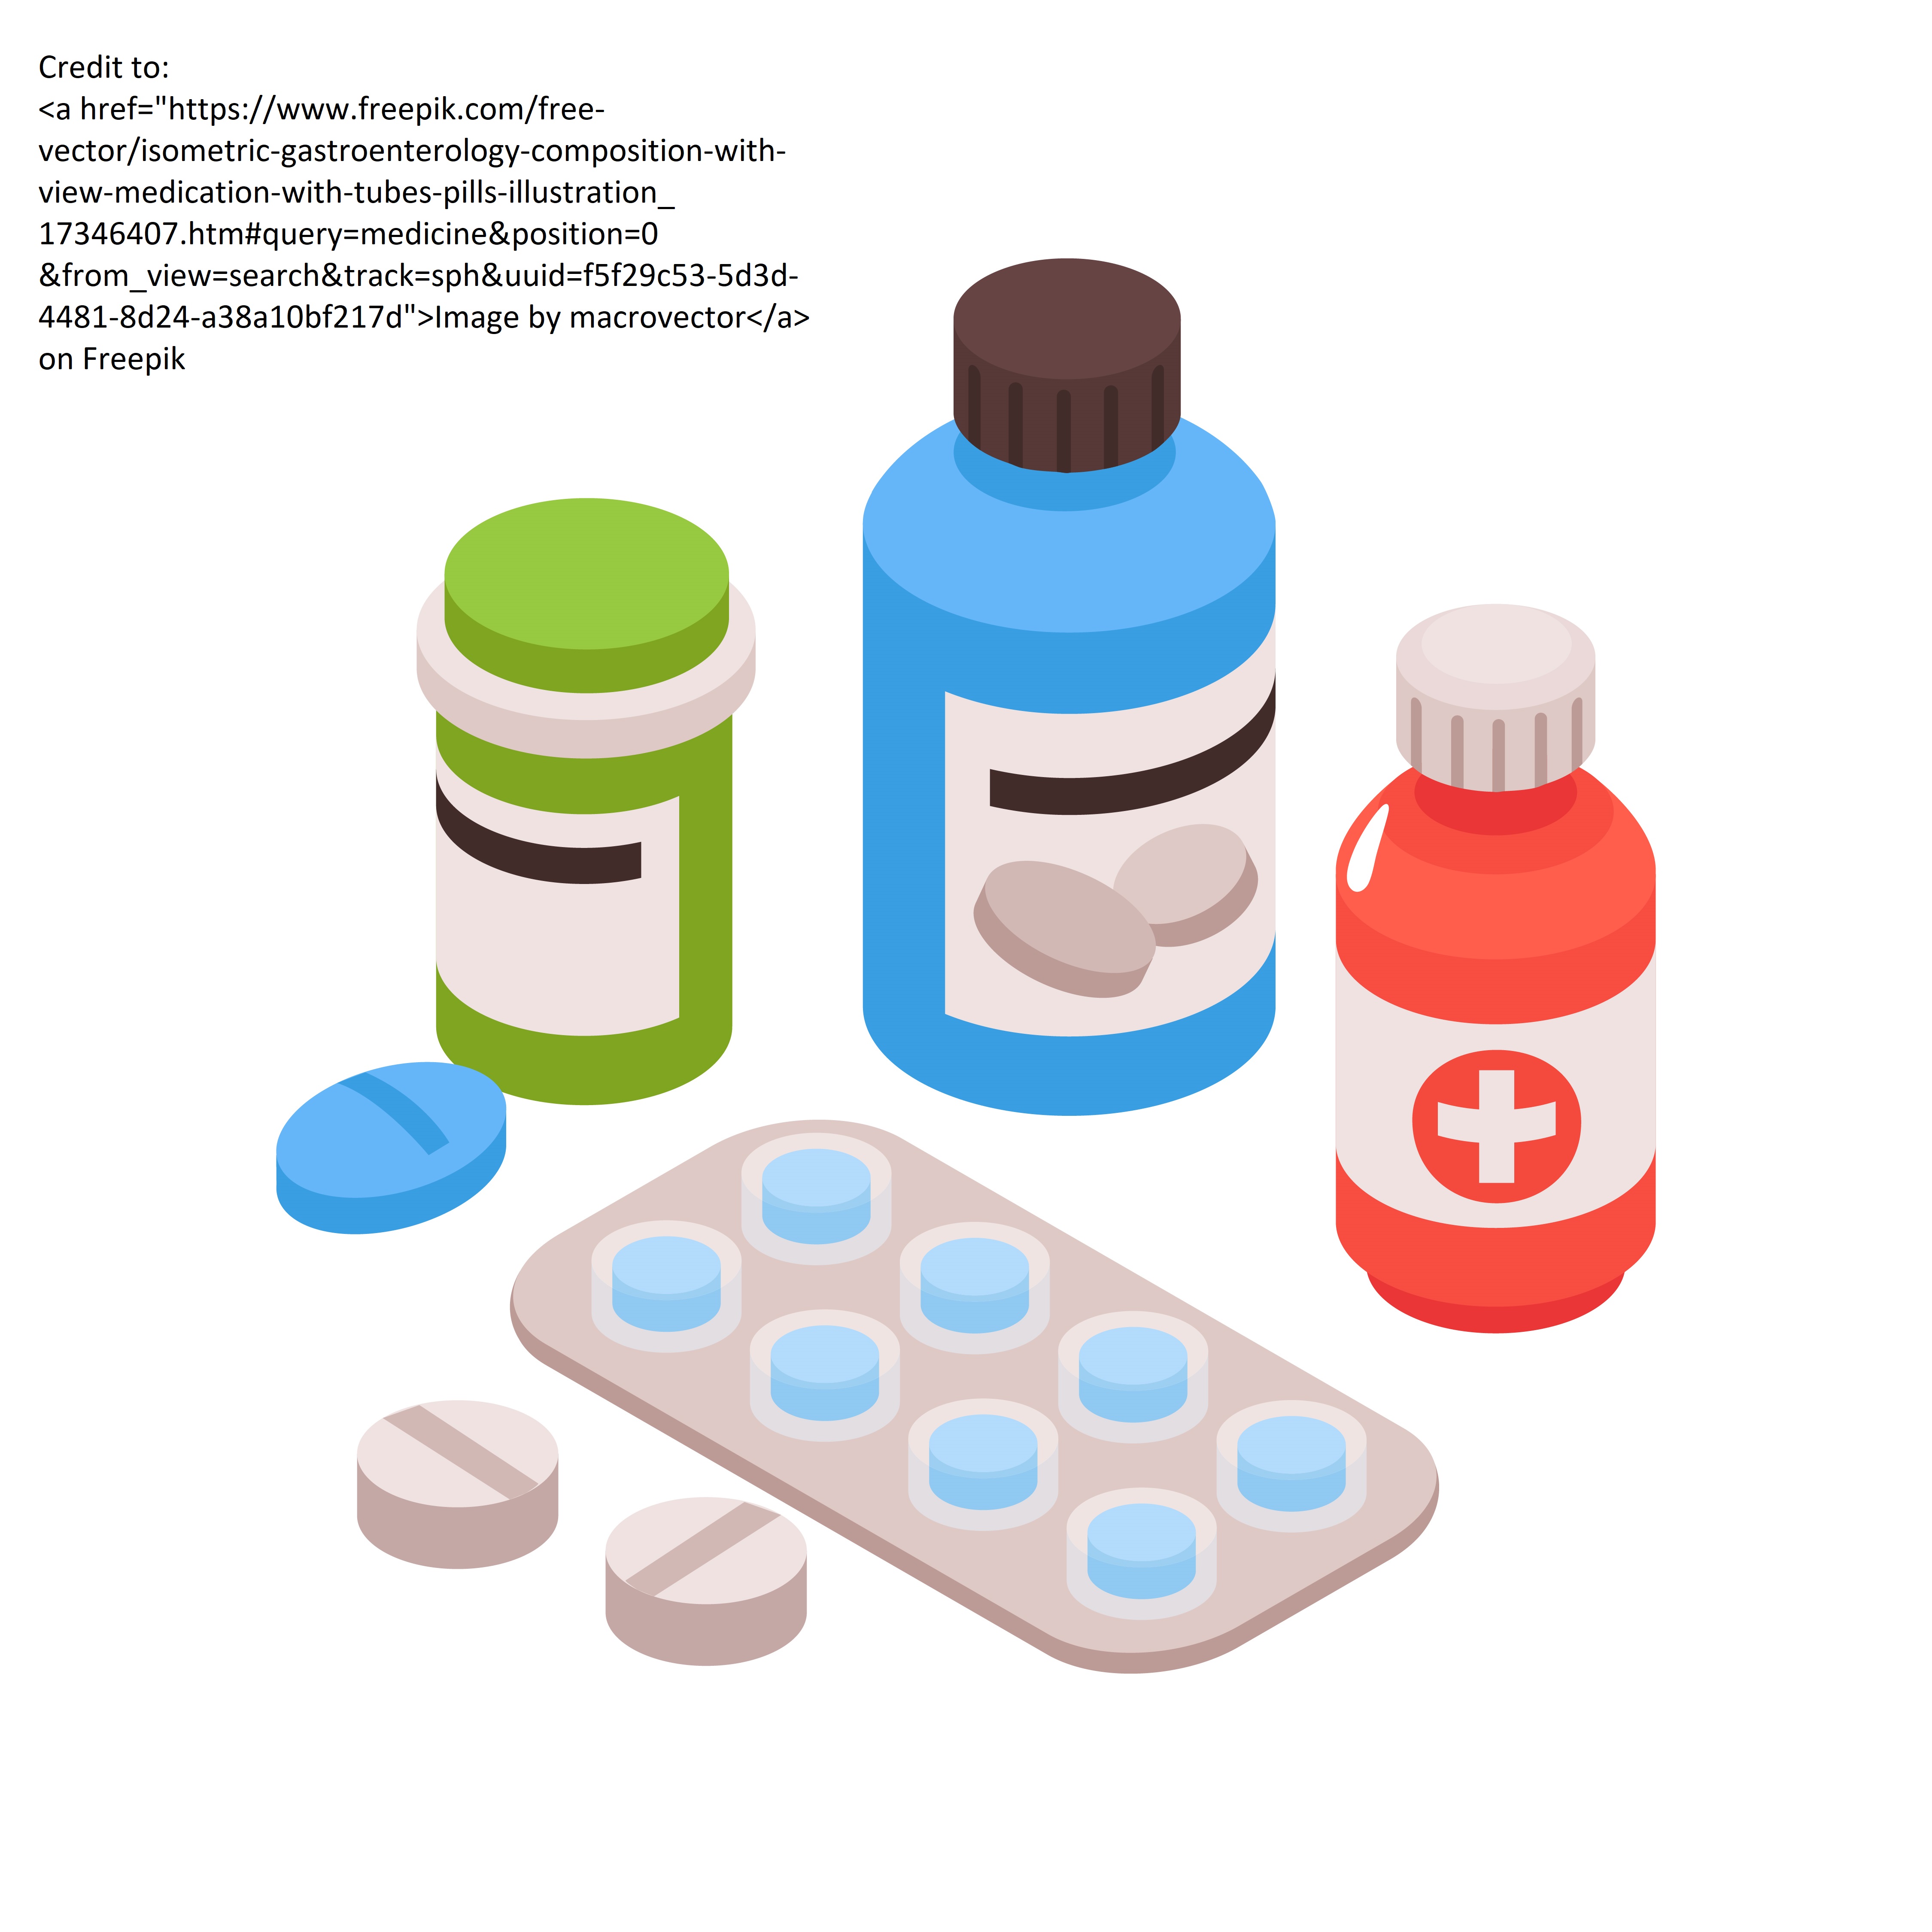 Credit to:
<a href="https://www.freepik.com/free-
vector/isometric-gastroenterology-composition-with-
view-medication-with-tubes-pills-illustration_
17346407.htm#query=medicine&position=0
&from_view=search&track=sph&uuid=f5f29c53-5d3d-
4481-8d24-a38a10bf217d">Image by macrovector</a>
on Freepik